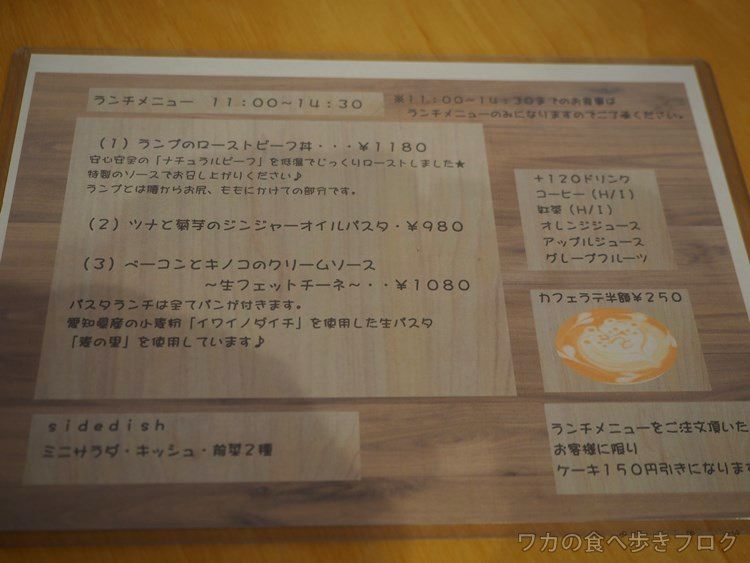 ランチメニュー 11:00~14:30
※11:00~14:30までのお食事は
ランチメニューのみになりますのでご了承ください。
(1)ランプのローストビーフ丼・・・¥1180
安心安全の「ナチュラルビーフ」を低温でじっくりローストしました★
特製のソースでお召し上がりください♪
ランプとは腰からお尻、ももにかけての部分です。
(2)ツナと菊芋のジンジャーオイルパスタ・¥980
(3)ベーコンとキノコのクリームソース
~生フェットチーネ~・・¥1080
パスタランチは全てパンが付きます。
愛知県産の小麦粉「イワイノダイチ」を使用した生パスタ
「麦の里」を使用しています♪
+120ドリンク
コーヒー(H/I)
紅茶(H/I)
オレンジジュース
アップルジュース
グレープフルーツ
カフェラテ半額¥250
sidedish
ミニサラダ・キッシュ・前菜2種
ランチメニューをご注文頂いた
お客様に限り
ケーキ150円引きになります
ワカの食べ歩きブログ